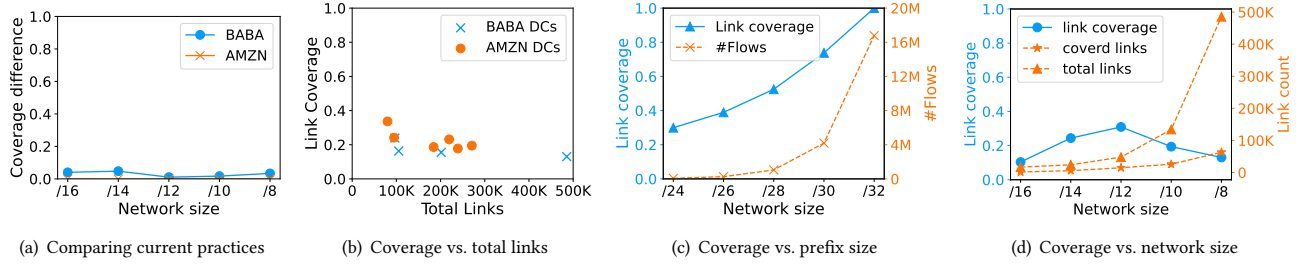 1.0
0.8
0.6
0.4
0.2
0.0
Coverage difference
BABA
AMZN
/16
/14
/12
/10
/8
Network size
(a) Comparing current practices
1.0
0.8
0.6
0.4
0.2
0.0
Link Coverage
BABA DCs
AMZN DCs
0
100K
200K
300K
400K
500K
Total Links
(b) Coverage vs. total links
1.0
0.8
0.6
0.4
0.2
0.0
Link coverage
Link coverage
#Flows
20M
16M
12M
8M
4M
0
#Flows
/24
/26
/28
/30
/32
Network size
(c) Coverage vs. prefix size
1.0
0.8
0.6
0.4
0.2
0.0
Link coverage
link coverage
coverd links
total links
500K
400K
300K
200K
100K
0
Link count
/16
/14
/12
/10
/8
Network size
(d) Coverage vs. network size